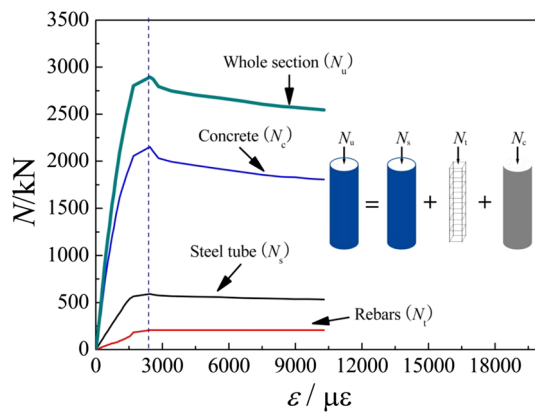 3500
3000
2500
2000
1500
1000
500
0
N/kN
Whole section (Nu)
Concrete (Nc)
Steel tube (Ns)
Rebars (Nt)
Nu Ns Nt Nc
= + +
0 3000 6000 9000 12000 15000 18000
ε / με